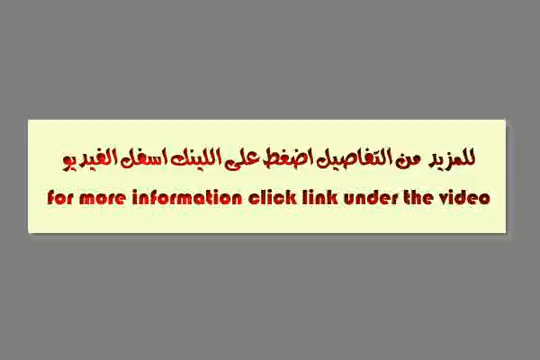 للمزيد من التفاصيل اضغط على اللينك اسفل الفيديو
for more information click link under the video